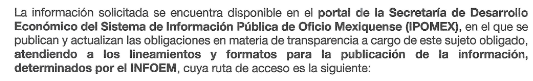 La información solicitada se encuentra disponible en el portal de la Secretaría de Desarrollo
Económico del Sistema de Información Pública de Oficio Mexiquense (IPOMEX), en el que se
publican y actualizan las obligaciones en materia de transparencia a cargo de este sujeto obligado,
atendiendo a los lineamientos y formatos para la publicación de la información,
determinados por el INFOEM, cuya ruta de acceso es la siguiente: